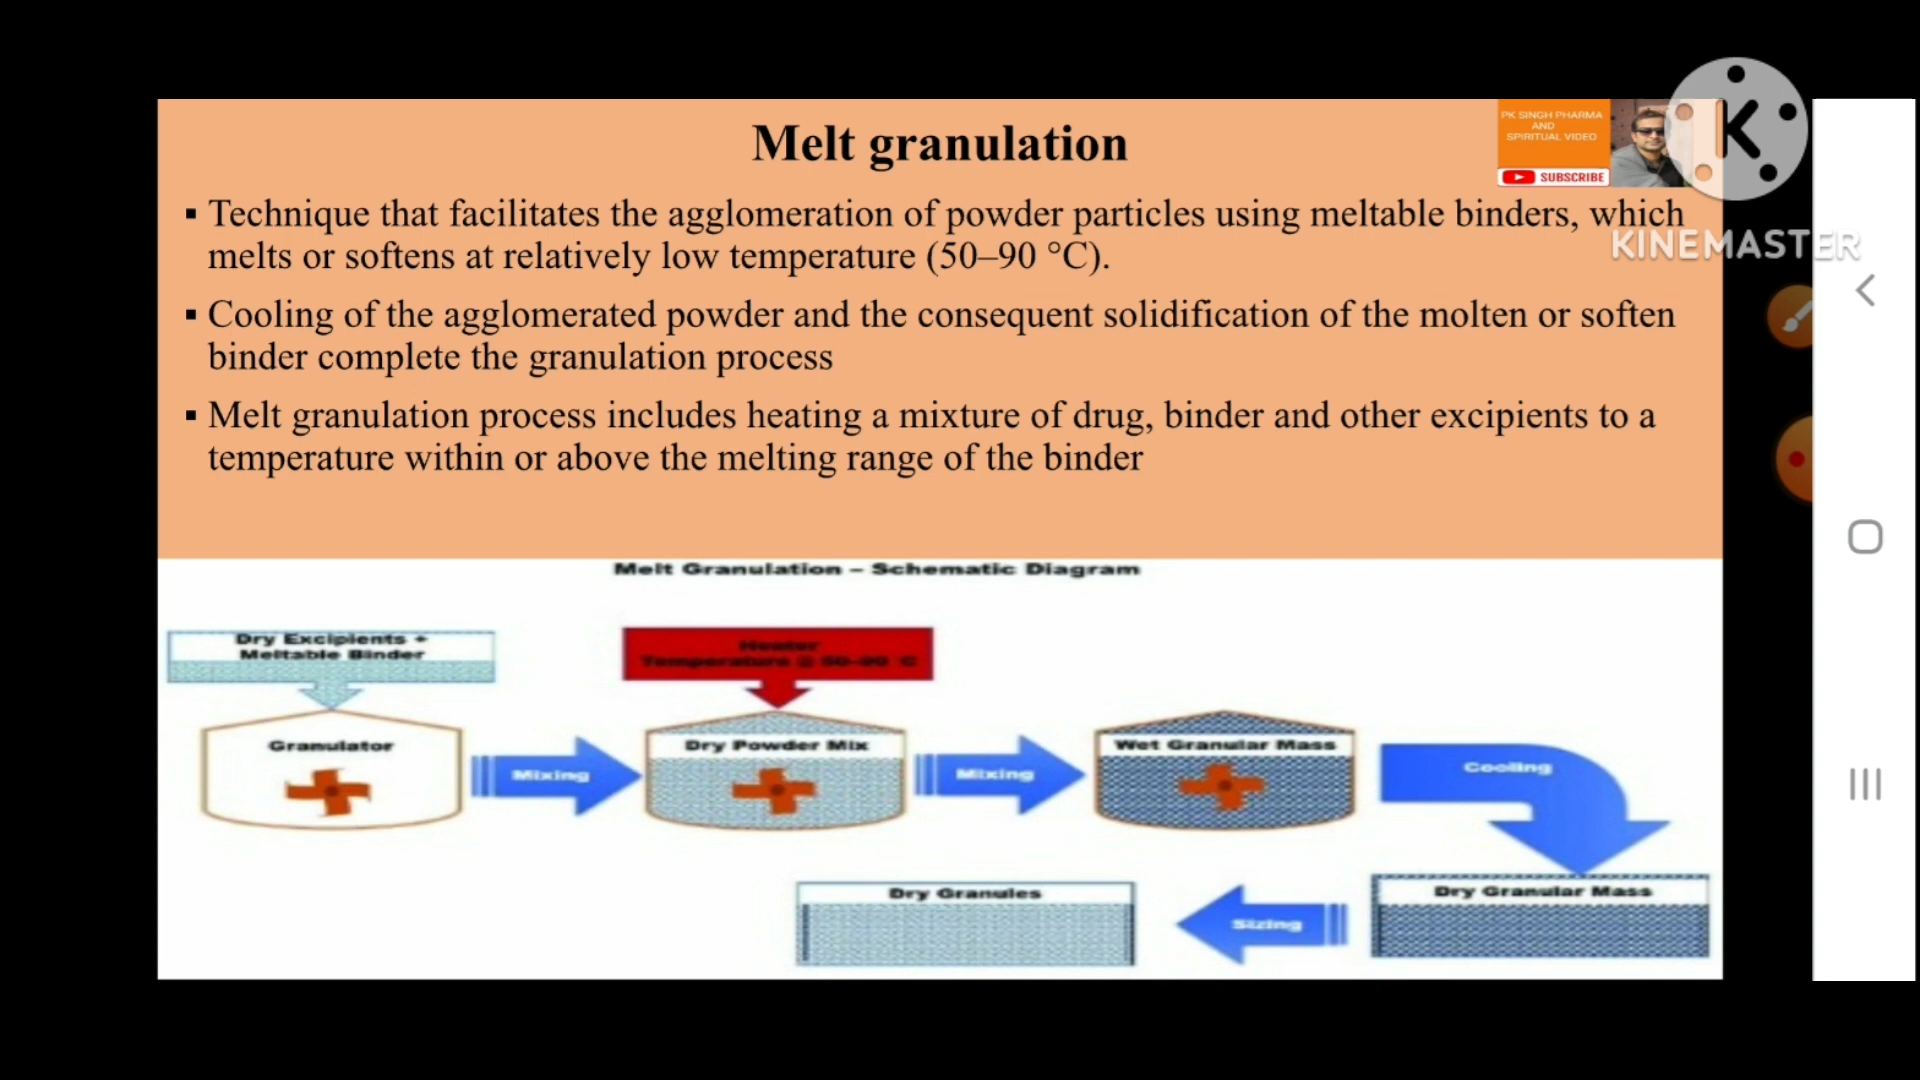 Melt granulation
PK SINGH PHARMA
AND
SPIRITUAL VIDEO
SUBSCRIBE
K
KINEMASTER
▪ Technique that facilitates the agglomeration of powder particles using meltable binders, which
melts or softens at relatively low temperature (50–90 °C).
▪ Cooling of the agglomerated powder and the consequent solidification of the molten or soften
binder complete the granulation process
▪ Melt granulation process includes heating a mixture of drug, binder and other excipients to a
temperature within or above the melting range of the binder
Melt Granulation – Schematic Diagram
Dry Excipients +
Meltable Binder
Heater
Temperature @ 50-90 °C
Granulator
Mixing
Dry Powder Mix
Mixing
Wet Granular Mass
Cooling
Dry Granular Mass
Sizing
Dry Granules